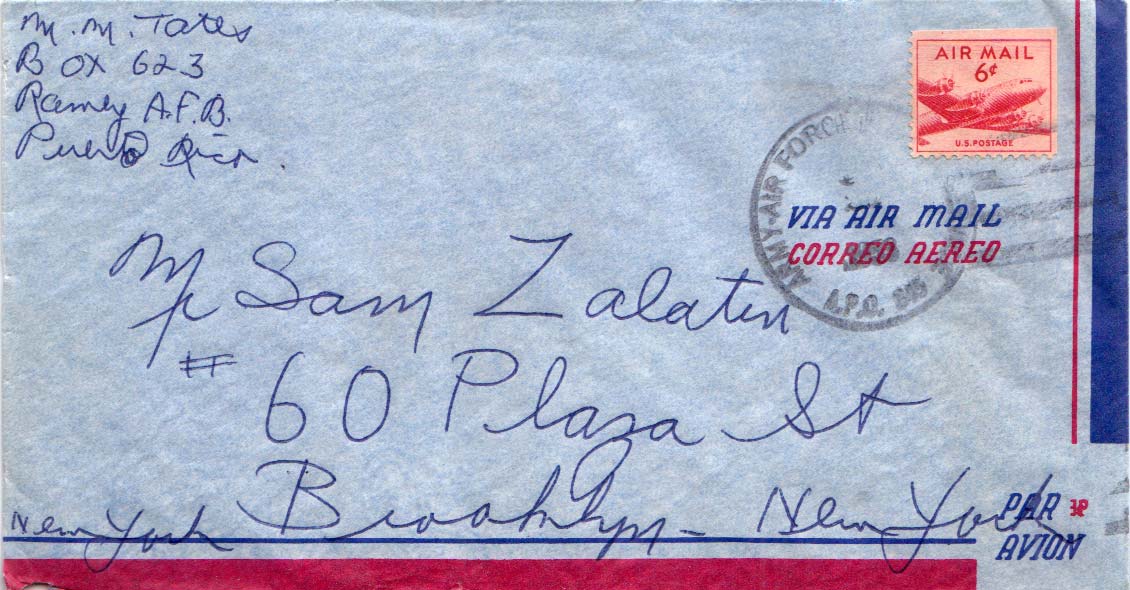 M. M. Tates
Box 623
Ramey A.F.B.
Puerto Rico.
AIR MAIL
6¢
U.S. POSTAGE
ARMY-AIR FORCE
A.P.O.
VIA AIR MAIL
CORREO AEREO
Mr Sam Zalaten
# 60 Plaza St
Brooklyn - New York
New York
PAR
AVION